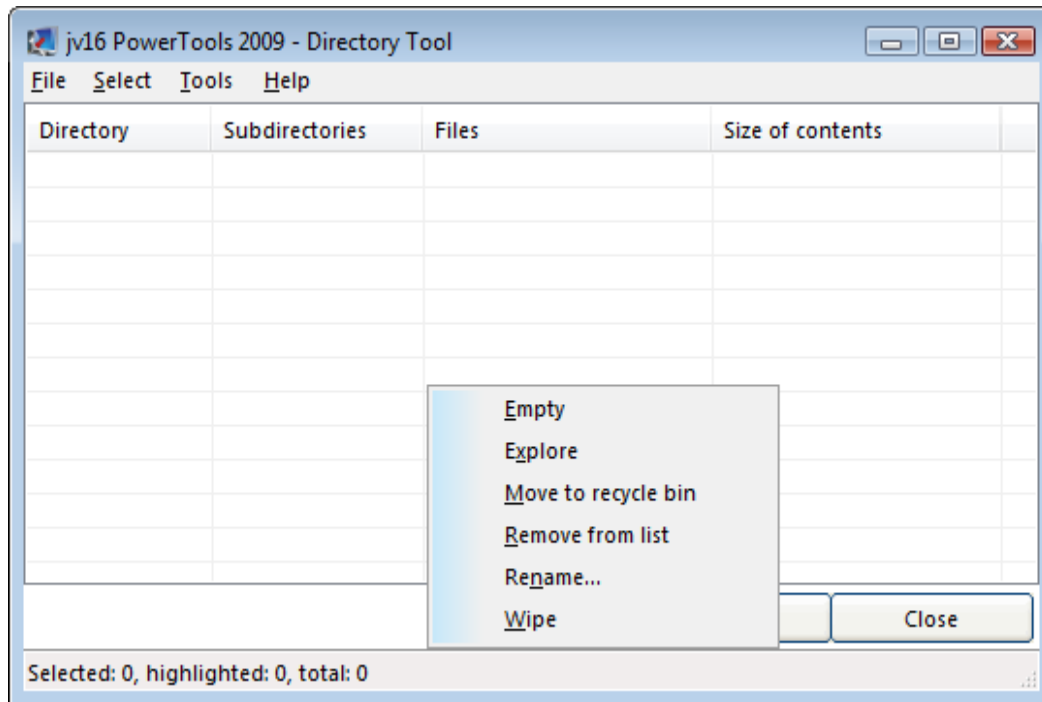 jv16 PowerTools 2009 - Directory Tool
File Select Tools Help
Directory Subdirectories Files Size of contents
Empty
Explore
Move to recycle bin
Remove from list
Rename...
Wipe
Close
Selected: 0, highlighted: 0, total: 0